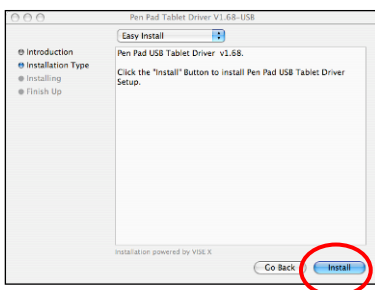 Pen Pad Tablet Driver V1.68-USB
Easy Install
Introduction
Installation Type
Installing
Finish Up
Pen Pad USB Tablet Driver v1.68.
Click the "Install" Button to install Pen Pad USB Tablet Driver
Setup.
Installation powered by VISE X
Go Back
Install